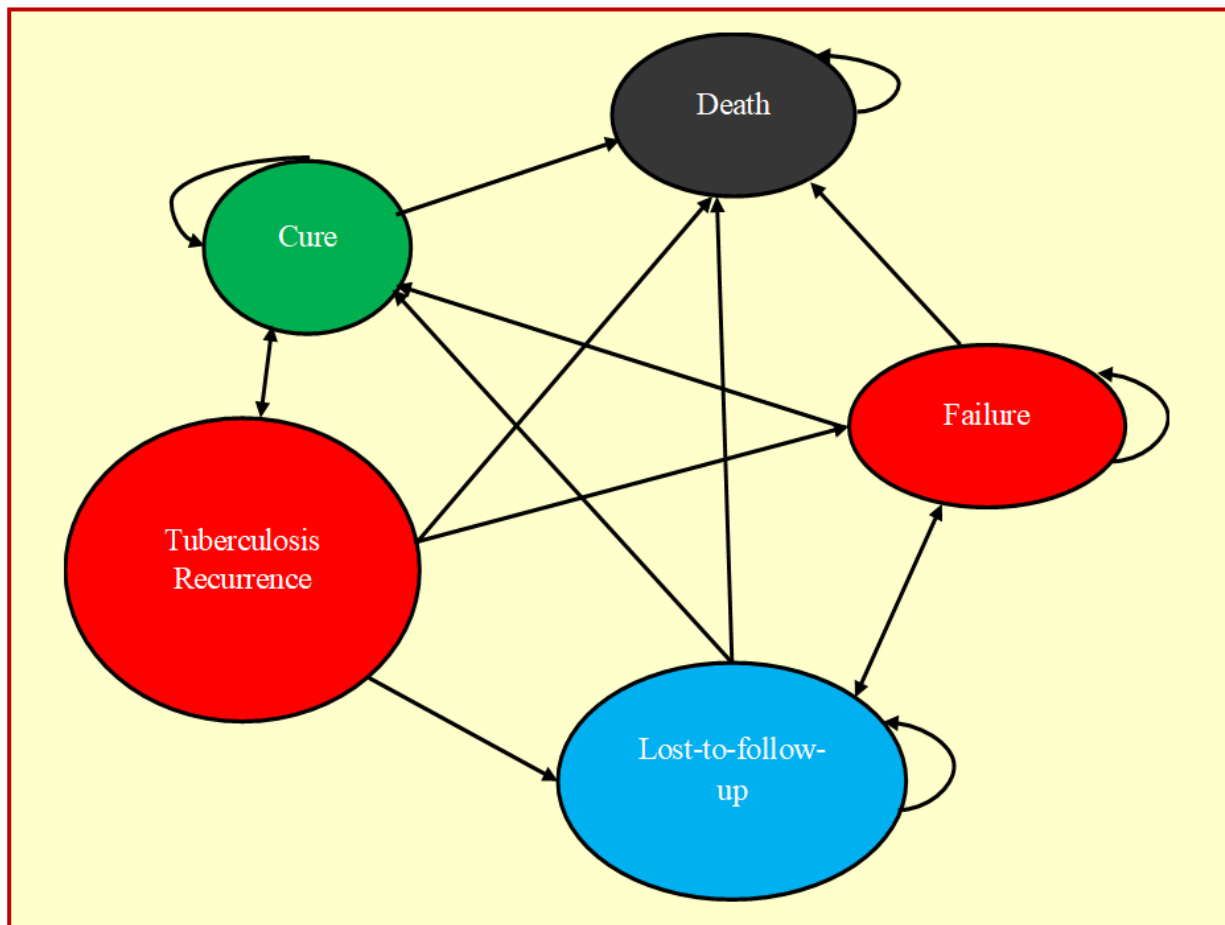 Death
Cure
Failure
Tuberculosis
Recurrence
Lost-to-follow-
up